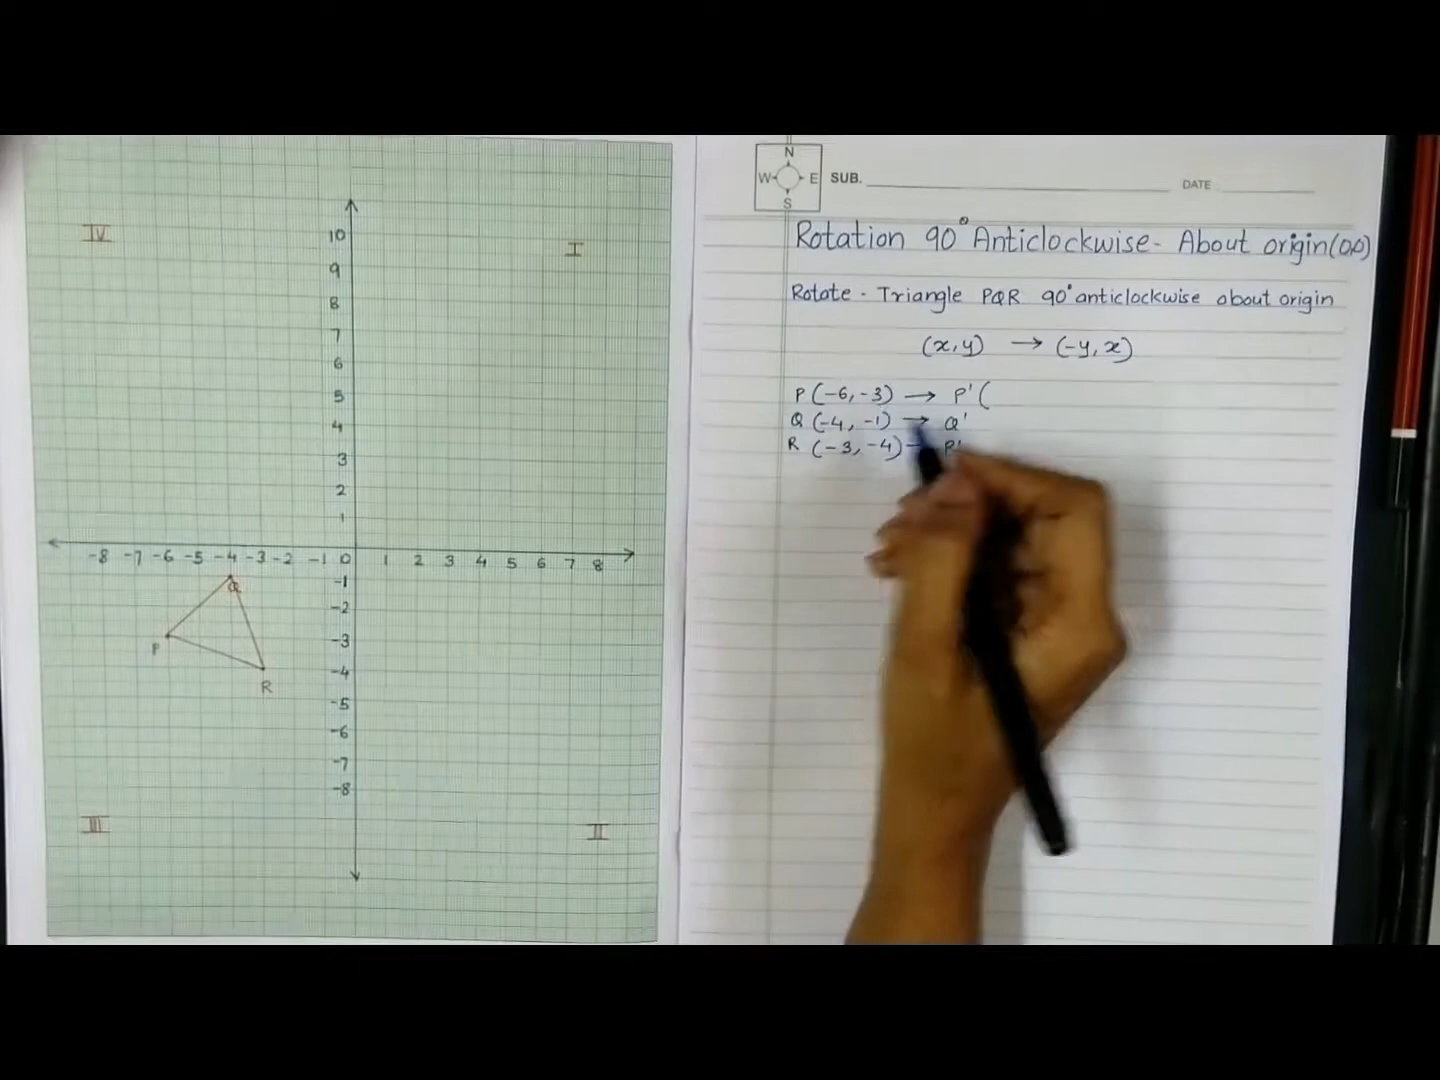 IV
I
10
9
8
7
6
5
4
3
2
1
-8 -7 -6 -5 -4 -3 -2 -1 0 1 2 3 4 5 6 7 8
-1
Q
-2
-3
P
-4
R
-5
-6
-7
-8
III
II
N
W E
S
SUB.
DATE
Rotation 90° Anticlockwise - About origin(0,0)
Rotate - Triangle PQR 90° anticlockwise about origin
(x,y) → (-y,x)
P (-6,-3) → P'(
Q (-4,-1) → Q'
R (-3,-4) → R'